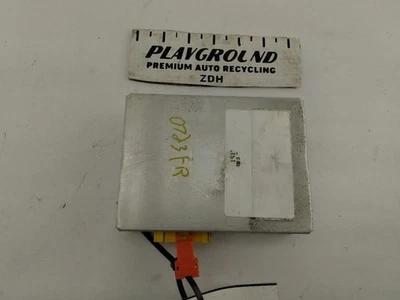 PLAYGROUND
PREMIUM AUTO RECYCLING
ZDH
0723FR